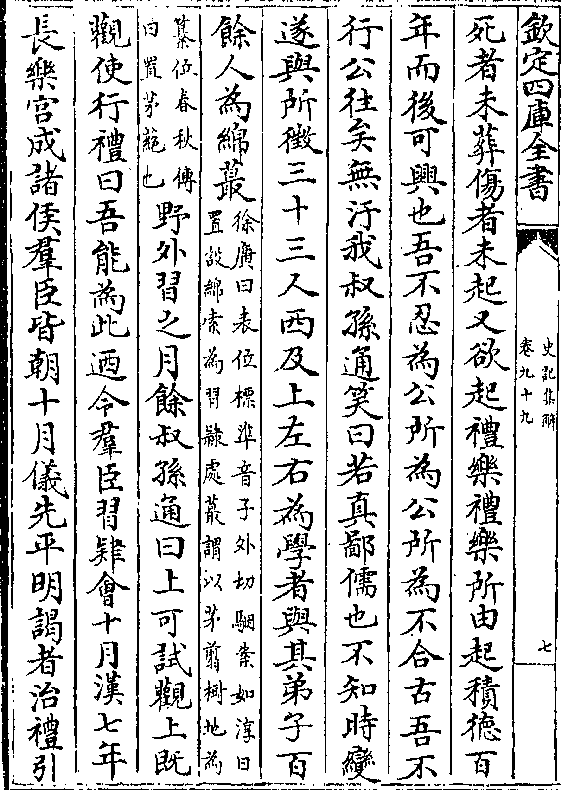 欽定四庫全書
史記集解
卷九十九
七
死者未葬傷者未起又欲起禮樂禮樂所由起積德百
年而後可興也吾不忍為公所為公所為不合古吾不
行公往矣無汙我叔孫通笑曰若真鄙儒也不知時變
遂與所徵三十三人西及上左右為學者與其弟子百
餘人為綿蕞
徐廣曰表位標準音子外切駰案如淳曰
置設綿索為習肄處蕞謂以茅翦樹地為
纂位春秋傳
曰置茅蕝也
野外習之月餘叔孫通曰上可試觀上既
觀使行禮曰吾能為此迺令羣臣習肄會十月漢七年
長樂宮成諸侯羣臣皆朝十月儀先平明謁者治禮引